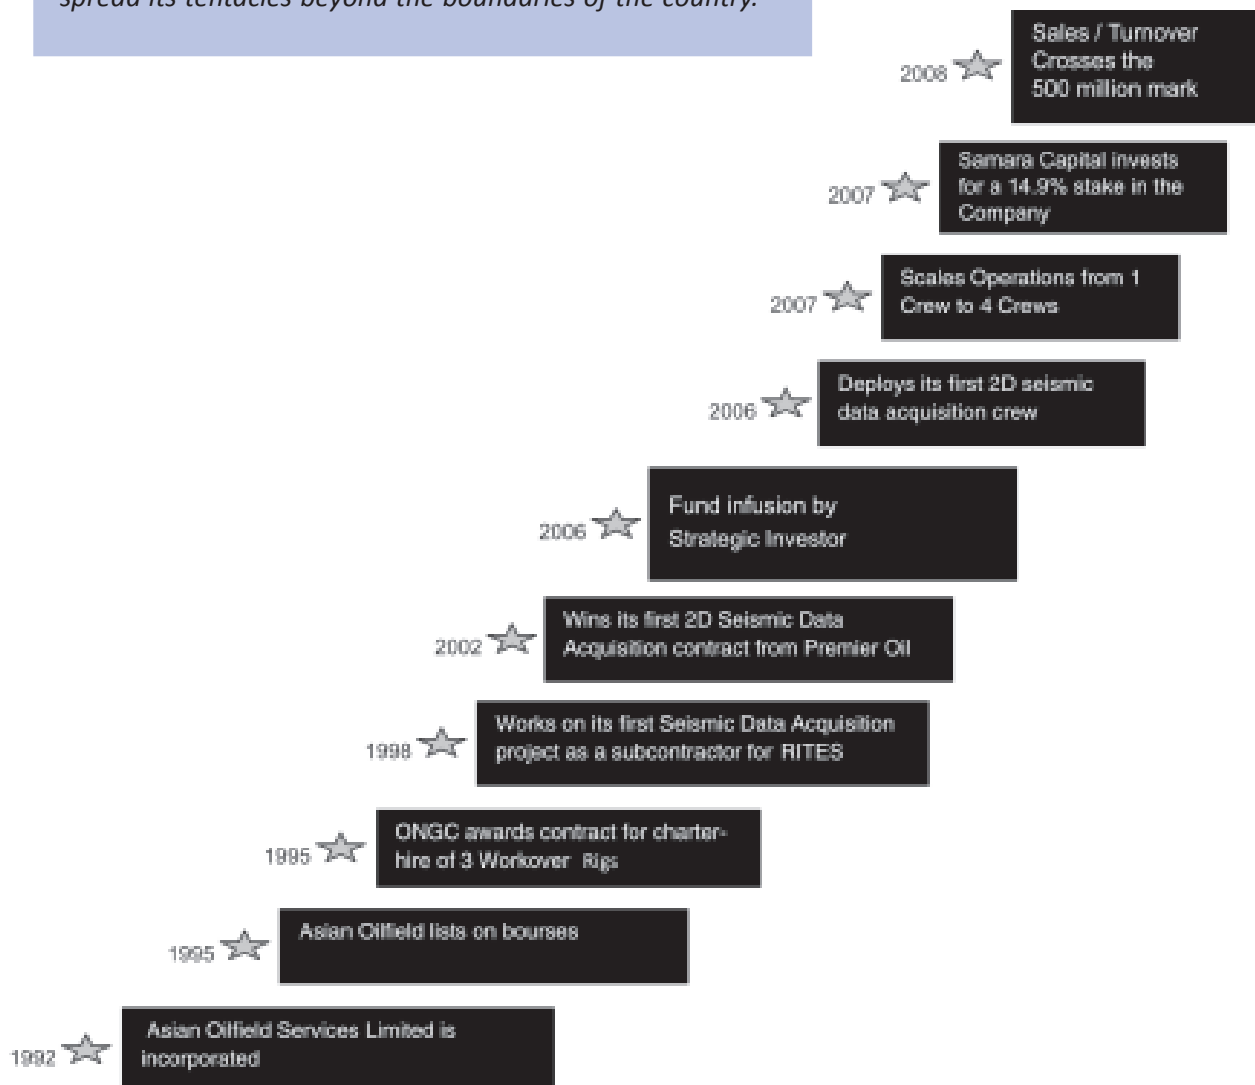 spread its tentacles beyond the boundaries of the country.
2008
Sales / Turnover
Crosses the
500 million mark
2007
Samara Capital invests
for a 14.9% stake in the
Company
2007
Scales Operations from 1
Crew to 4 Crews
2006
Deploys its first 2D seismic
data acquisition crew
2006
Fund infusion by
Strategic Investor
2002
Wins its first 2D Seismic Data
Acquisition contract from Premier Oil
1998
Works on its first Seismic Data Acquisition
project as a subcontractor for RITES
1995
ONGC awards contract for charter-
hire of 3 Workover Rigs
1995
Asian Oilfield lists on bourses
1992
Asian Oilfield Services Limited is
incorporated